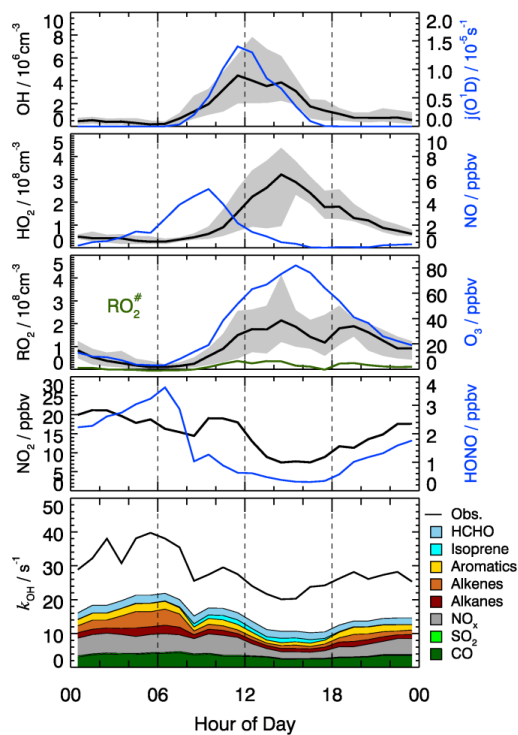 OH / 10⁶cm⁻³
10
8
6
4
2
0
2.0
1.5
1.0
0.5
0.0
j(O¹D) / 10⁻⁵s⁻¹
HO₂ / 10⁸cm⁻³
5
4
3
2
1
0
10
8
6
4
2
0
NO / ppbv
RO₂ / 10⁸cm⁻³
5
4
3
2
1
0
RO₂#
80
60
40
20
0
O₃ / ppbv
NO₂ / ppbv
30
25
20
15
10
5
0
4
3
2
1
0
HONO / ppbv
k_OH / s⁻¹
50
40
30
20
10
0
Obs.
HCHO
Isoprene
Aromatics
Alkenes
Alkanes
NOₓ
SO₂
CO
00 06 12 18 00
Hour of Day